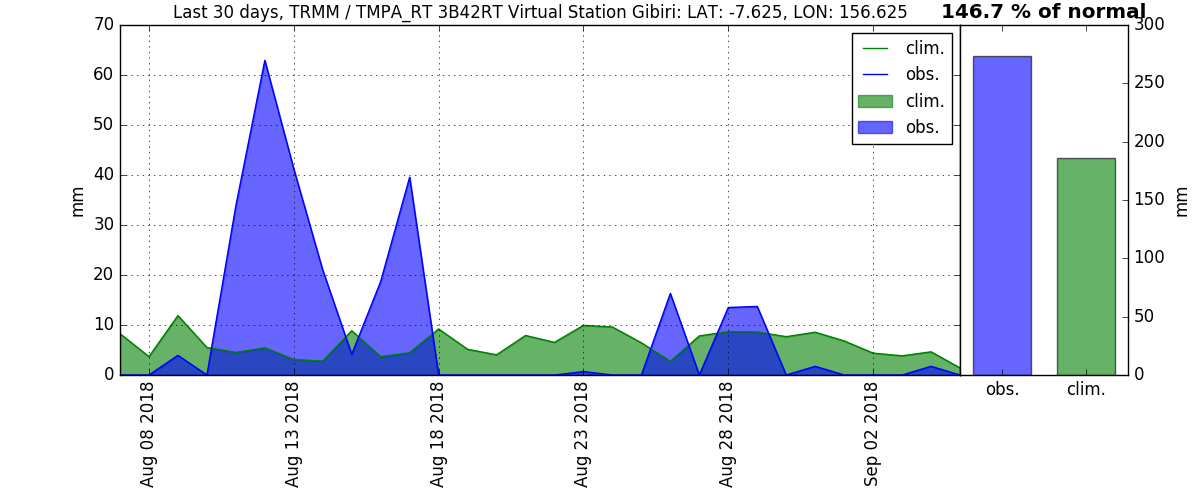 Last 30 days, TRMM / TMPA_RT 3B42RT Virtual Station Gibiri: LAT: -7.625, LON: 156.625
146.7 % of normal
70
60
50
40
30
20
10
0
mm
clim.
obs.
clim.
obs.
Aug 08 2018
Aug 13 2018
Aug 18 2018
Aug 23 2018
Aug 28 2018
Sep 02 2018
300
250
200
150
100
50
0
mm
obs.
clim.